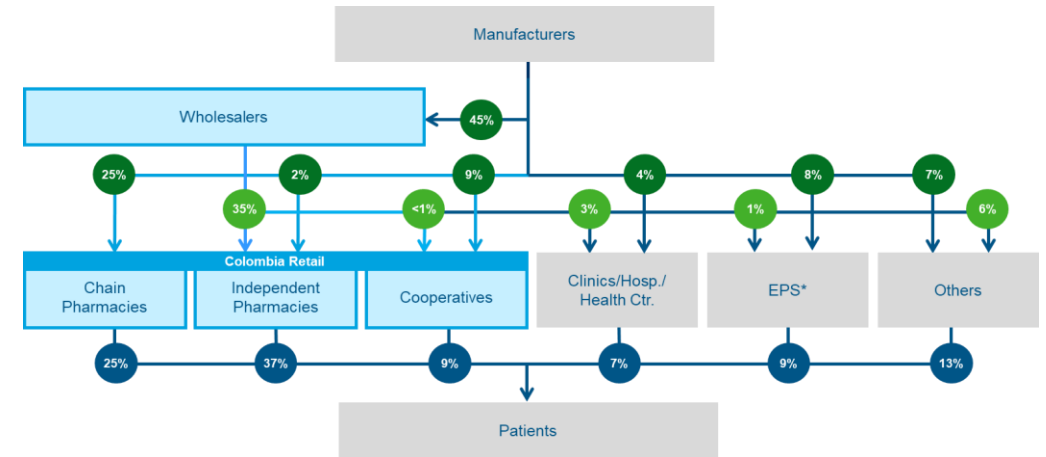 Manufacturers
Wholesalers
45%
25%
2%
9%
4%
8%
7%
35%
<1%
3%
1%
6%
Colombia Retail
Chain
Pharmacies
Independent
Pharmacies
Cooperatives
Clinics/Hosp./
Health Ctr.
EPS*
Others
25%
37%
9%
7%
9%
13%
Patients